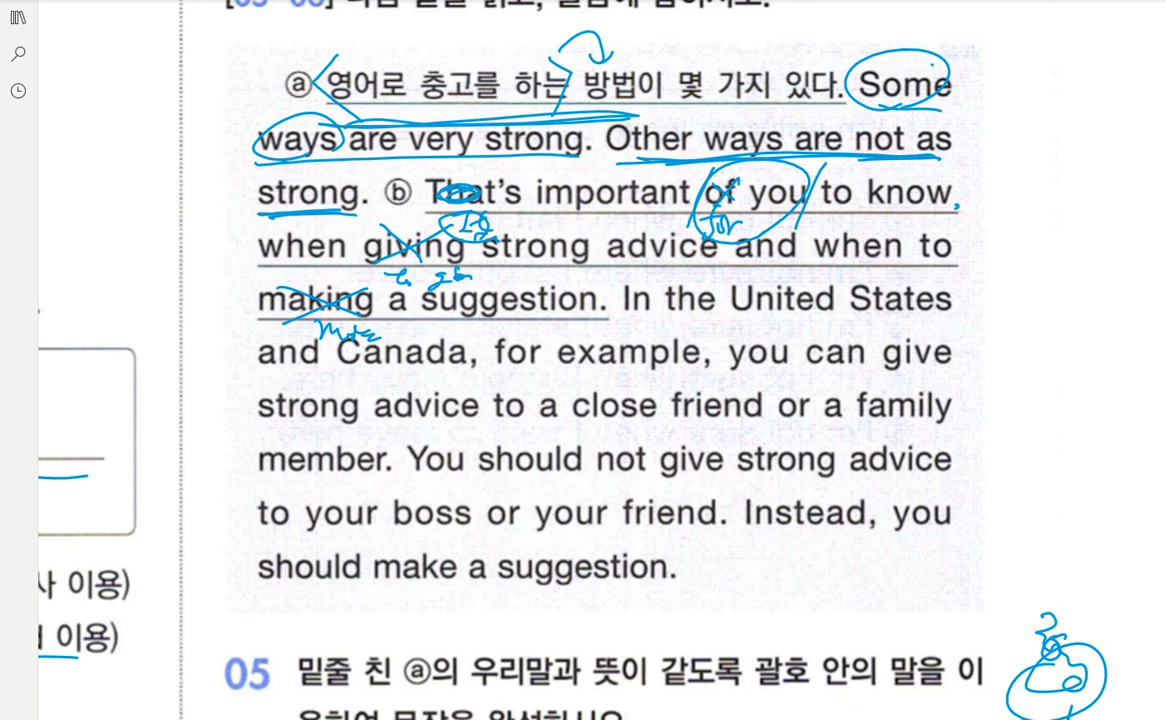 ⓐ 영어로 충고를 하는 방법이 몇 가지 있다. Some
ways are very strong. Other ways are not as
strong. ⓑ That's important of you to know
It for
when giving strong advice and when to
to give
making a suggestion. In the United States
make
and Canada, for example, you can give
strong advice to a close friend or a family
member. You should not give strong advice
to your boss or your friend. Instead, you
should make a suggestion.
사 이용)
이용)
05 밑줄 친 ⓐ의 우리말과 뜻이 같도록 괄호 안의 말을 이